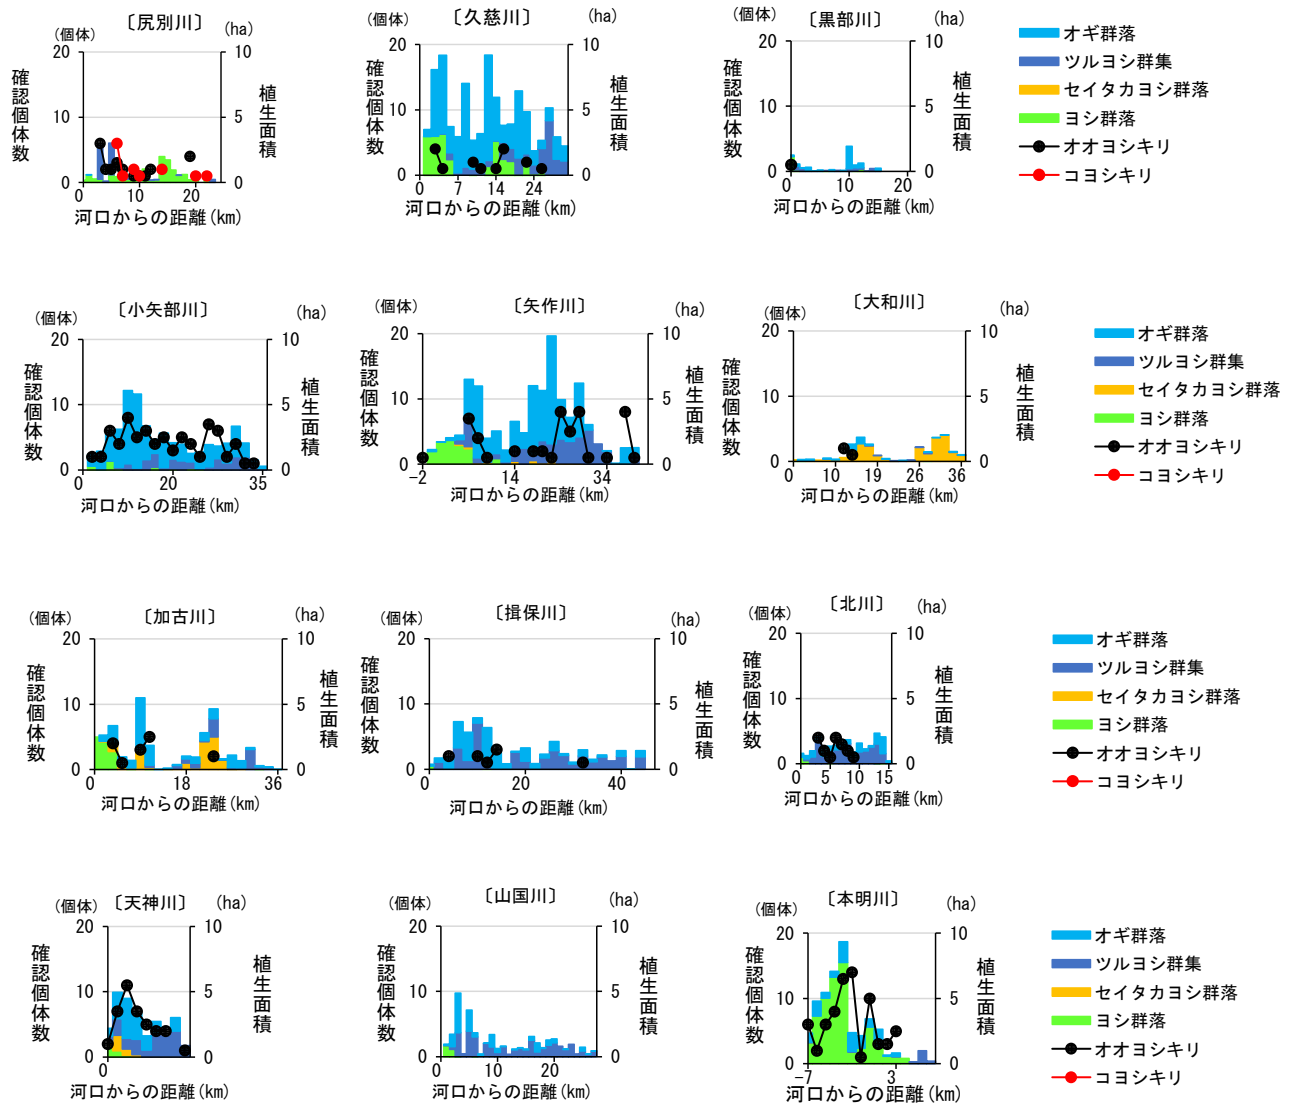 〔尻別川〕
(個体)
(ha)
20
10
0
10
5
0
確認個体数
植生面積
0
10
20
河口からの距離(km)
〔久慈川〕
(個体)
(ha)
20
10
0
10
5
0
確認個体数
植生面積
0
7
14
24
河口からの距離(km)
〔黒部川〕
(個体)
(ha)
20
10
0
10
5
0
確認個体数
植生面積
0
10
20
河口からの距離(km)
オギ群落
ツルヨシ群集
セイタカヨシ群落
ヨシ群落
オオヨシキリ
コヨシキリ
〔小矢部川〕
(個体)
(ha)
20
10
0
10
5
0
確認個体数
植生面積
0
20
35
河口からの距離(km)
〔矢作川〕
(個体)
(ha)
20
10
0
10
5
0
確認個体数
植生面積
-2
14
34
河口からの距離(km)
〔大和川〕
(個体)
(ha)
20
10
0
10
5
0
確認個体数
植生面積
0
10
19
26
36
河口からの距離(km)
オギ群落
ツルヨシ群集
セイタカヨシ群落
ヨシ群落
オオヨシキリ
コヨシキリ
〔加古川〕
(個体)
(ha)
20
10
0
10
5
0
確認個体数
植生面積
0
18
36
河口からの距離(km)
〔揖保川〕
(個体)
(ha)
20
10
0
10
5
0
確認個体数
植生面積
0
20
40
河口からの距離(km)
〔北川〕
(個体)
(ha)
20
10
0
10
5
0
確認個体数
植生面積
0
5
10
15
河口からの距離(km)
オギ群落
ツルヨシ群集
セイタカヨシ群落
ヨシ群落
オオヨシキリ
コヨシキリ
〔天神川〕
(個体)
(ha)
20
10
0
10
5
0
確認個体数
植生面積
0
河口からの距離(km)
〔山国川〕
(個体)
(ha)
20
10
0
10
5
0
確認個体数
植生面積
0
10
20
河口からの距離(km)
〔本明川〕
(個体)
(ha)
20
10
0
10
5
0
確認個体数
植生面積
-7
3
河口からの距離(km)
オギ群落
ツルヨシ群集
セイタカヨシ群落
ヨシ群落
オオヨシキリ
コヨシキリ